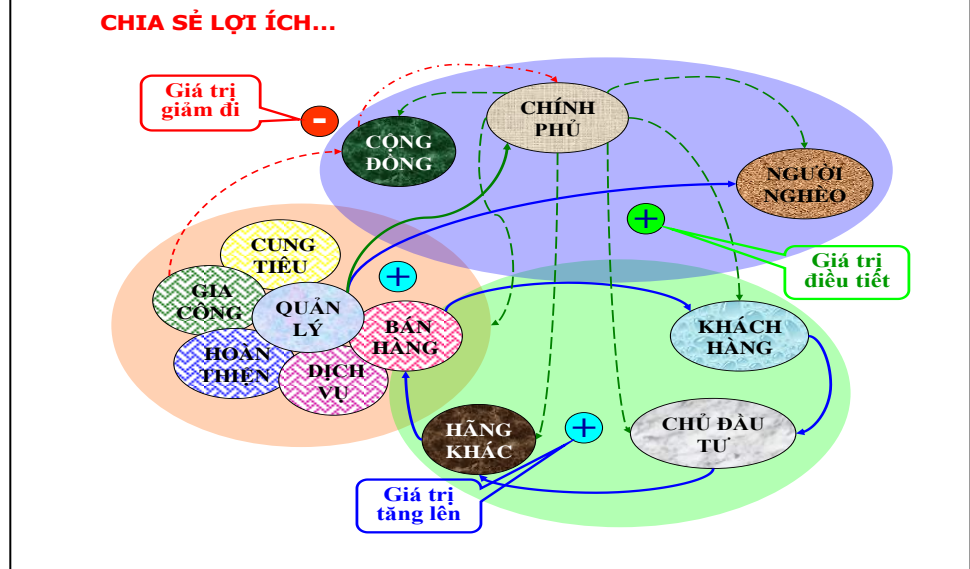 CHIA SẺ LỢI ÍCH...
Giá trị
giảm đi
-
CỘNG
ĐỒNG
CHÍNH
PHỦ
NGƯỜI
NGHÈO
+
Giá trị
điều tiết
CUNG
TIÊU
GIA
CÔNG
QUẢN
LÝ
+
BÁN
HÀNG
HOÀN
THIỆN
DỊCH
VỤ
KHÁCH
HÀNG
HÃNG
KHÁC
+
CHỦ ĐẦU
TƯ
Giá trị
tăng lên